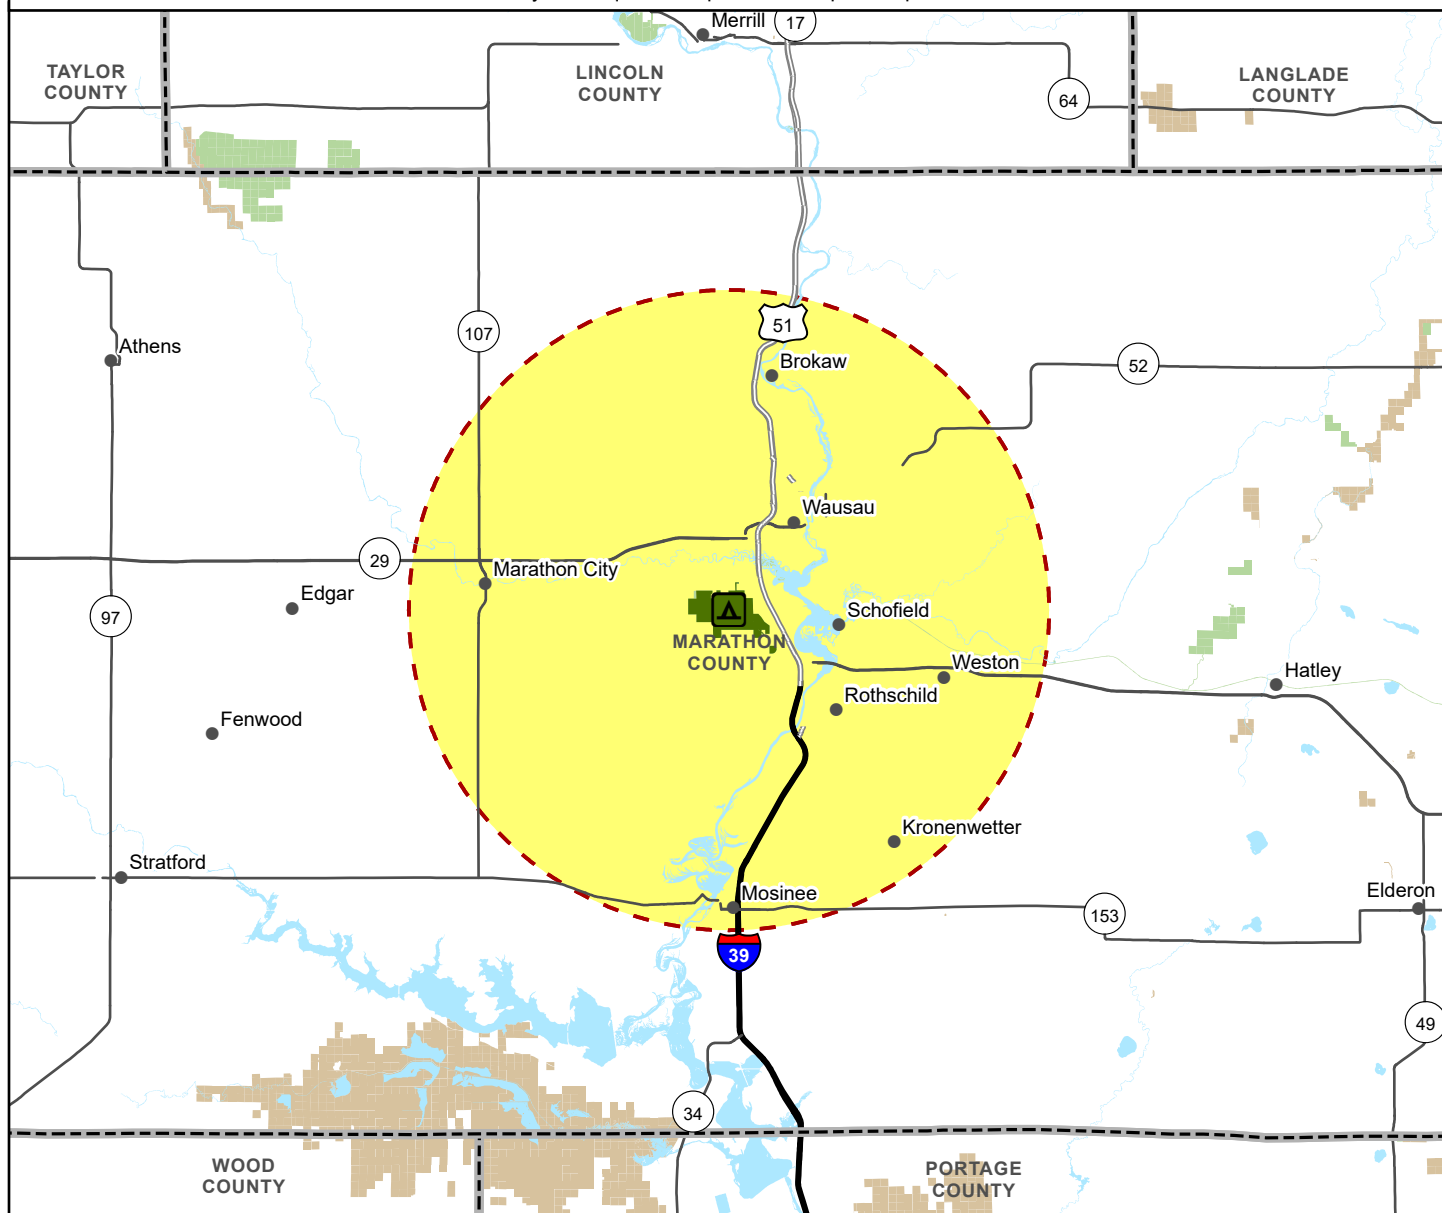 Merrill
17
TAYLOR
COUNTY
LINCOLN
COUNTY
LANGLADE
COUNTY
64
51
107
Athens
Brokaw
52
Wausau
29
Marathon City
Edgar
97
Schofield
MARATHON
COUNTY
Weston
Hatley
Rothschild
Fenwood
Kronenwetter
Stratford
Mosinee
Elderon
153
39
49
34
WOOD
COUNTY
PORTAGE
COUNTY